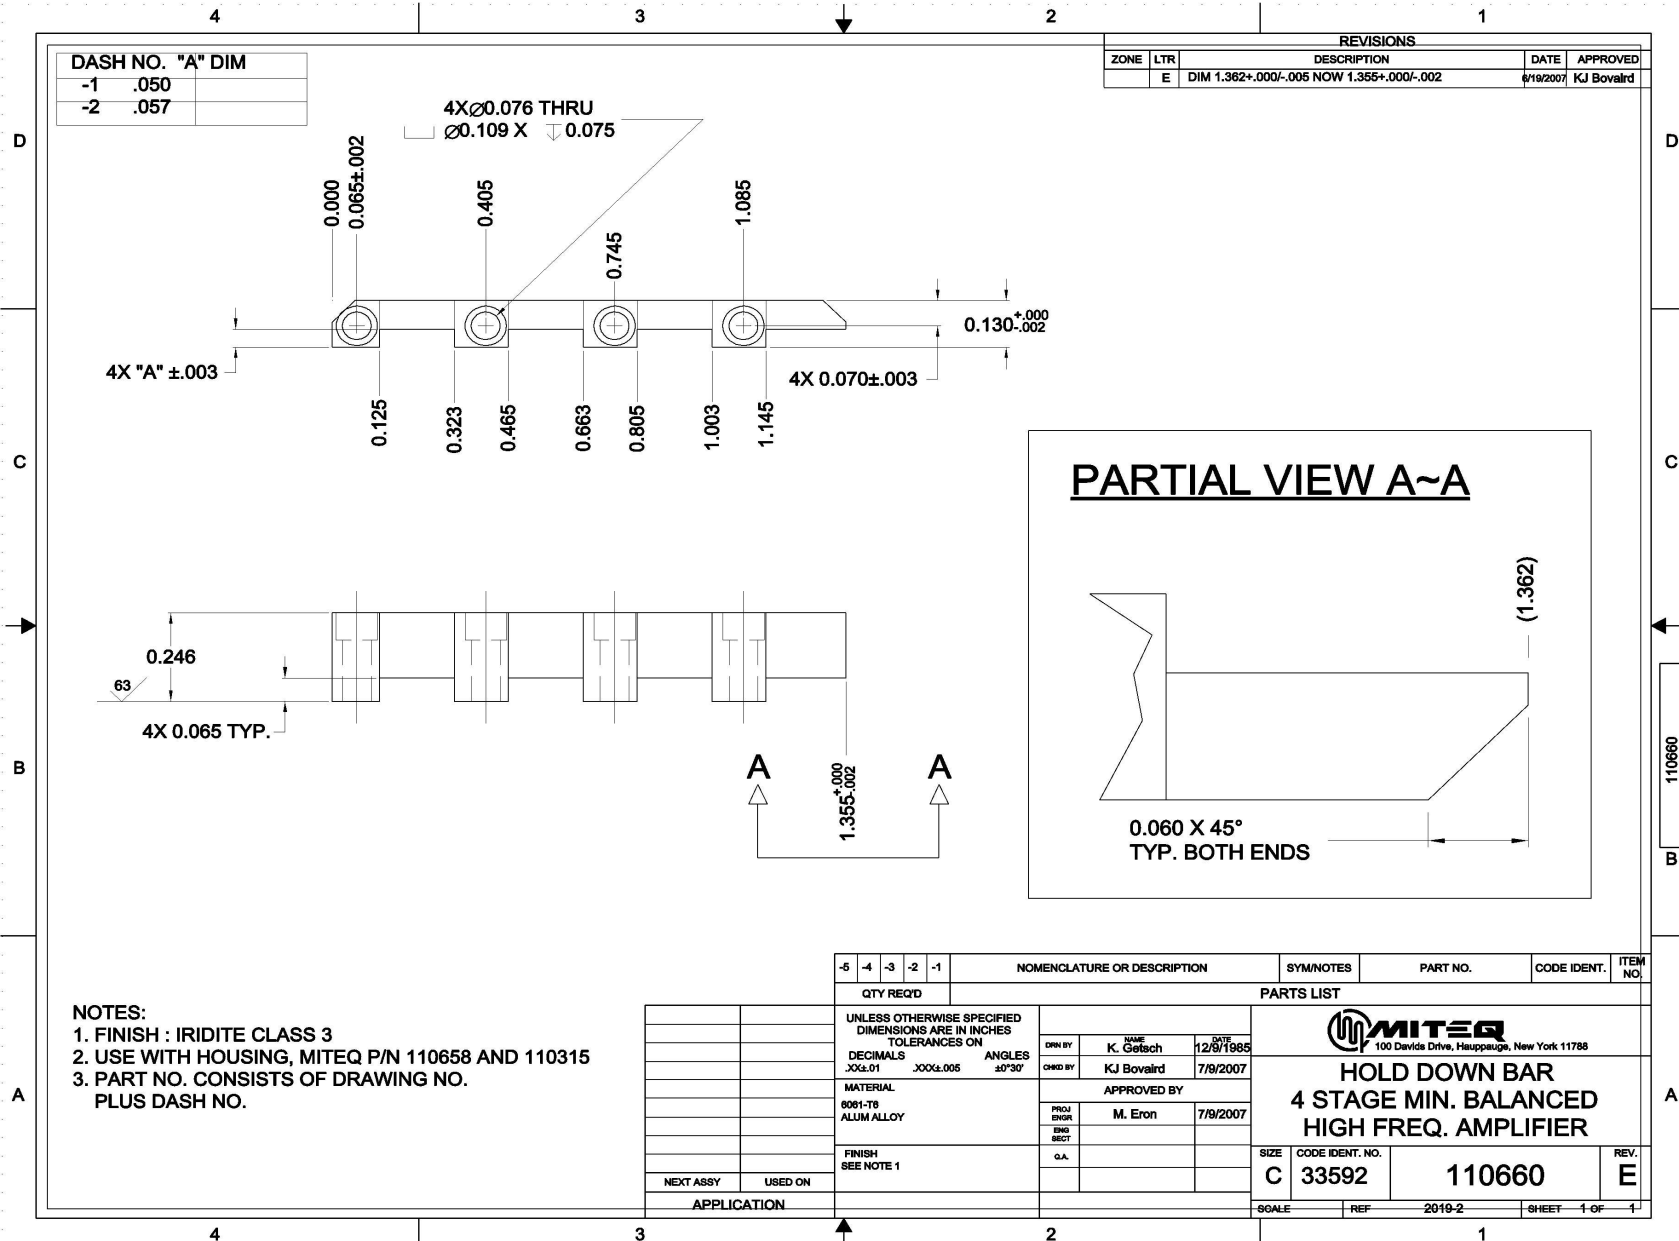 4 3 2 1
DASH NO. "A" DIM
-1 .050
-2 .057
REVISIONS
ZONE LTR DESCRIPTION DATE APPROVED
E DIM 1.362+.000/-.005 NOW 1.355+.000/-.002 6/19/2007 KJ Bovaird
D D
4X⌀0.076 THRU
⌴ ⌀0.109 X ↧ 0.075
0.000
0.065±.002
0.405
0.745
1.085
0.130+.000
-.002
4X "A" ±.003
4X 0.070±.003
0.125
0.323
0.465
0.663
0.805
1.003
1.145
C C
PARTIAL VIEW A~A
(1.362)
0.060 X 45°
TYP. BOTH ENDS
0.246
63
4X 0.065 TYP.
A A
1.355+.000
-.002
110660
B B
NOTES:
1. FINISH : IRIDITE CLASS 3
2. USE WITH HOUSING, MITEQ P/N 110658 AND 110315
3. PART NO. CONSISTS OF DRAWING NO.
PLUS DASH NO.
A A
-5 -4 -3 -2 -1 NOMENCLATURE OR DESCRIPTION SYM/NOTES PART NO. CODE IDENT. ITEM NO.
QTY REQ'D PARTS LIST
UNLESS OTHERWISE SPECIFIED
DIMENSIONS ARE IN INCHES
TOLERANCES ON
DECIMALS ANGLES
.XX±.01 .XXX±.005 ±0°30'
MATERIAL
6061-T6
ALUM ALLOY
FINISH
SEE NOTE 1
NEXT ASSY USED ON
APPLICATION
NAME DATE
DRN BY K. Getsch 12/9/1985
CHKD BY KJ Bovaird 7/9/2007
APPROVED BY
PROJ ENGR M. Eron 7/9/2007
ENG SECT
Q.A.
MITEQ
100 Davids Drive, Hauppauge, New York 11788
HOLD DOWN BAR
4 STAGE MIN. BALANCED
HIGH FREQ. AMPLIFIER
SIZE CODE IDENT. NO. REV.
C 33592 110660 E
SCALE REF 2019-2 SHEET 1 OF 1
4 3 2 1